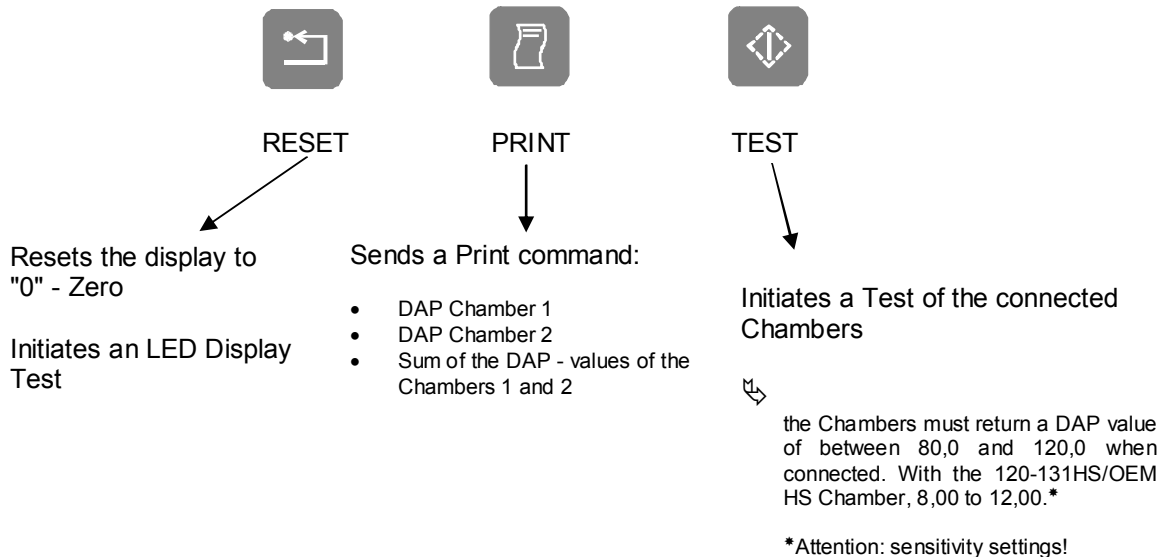 RESET
PRINT
TEST
Resets the display to
"0" - Zero
Initiates an LED Display
Test
Sends a Print command:
• DAP Chamber 1
• DAP Chamber 2
• Sum of the DAP - values of the
Chambers 1 and 2
Initiates a Test of the connected
Chambers
the Chambers must return a DAP value
of between 80,0 and 120,0 when
connected. With the 120-131HS/OEM
HS Chamber, 8,00 to 12,00.*
*Attention: sensitivity settings!